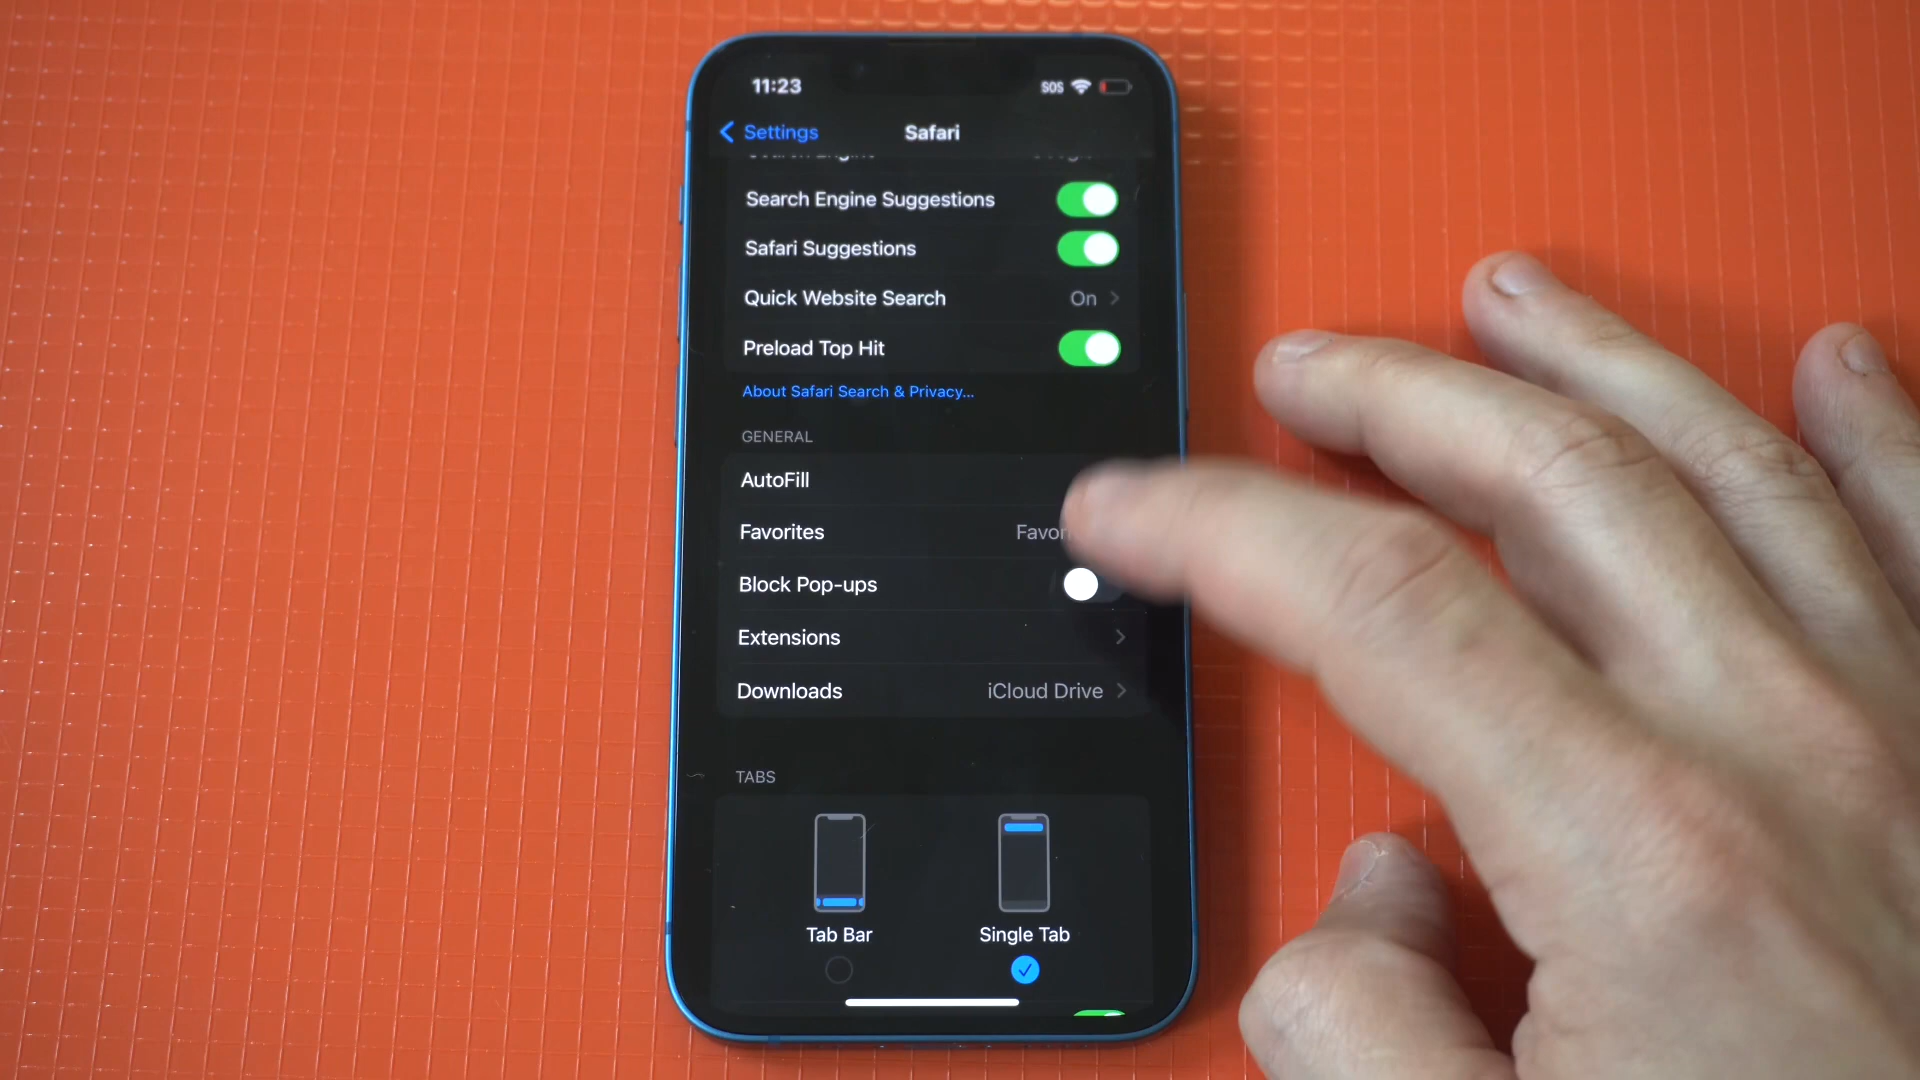 11:23 SOS
Settings Safari
Search Engine Suggestions
Safari Suggestions
Quick Website Search On
Preload Top Hit
About Safari Search & Privacy...
GENERAL
AutoFill
Favorites
Block Pop-ups
Extensions
Downloads iCloud Drive
TABS
Tab Bar Single Tab